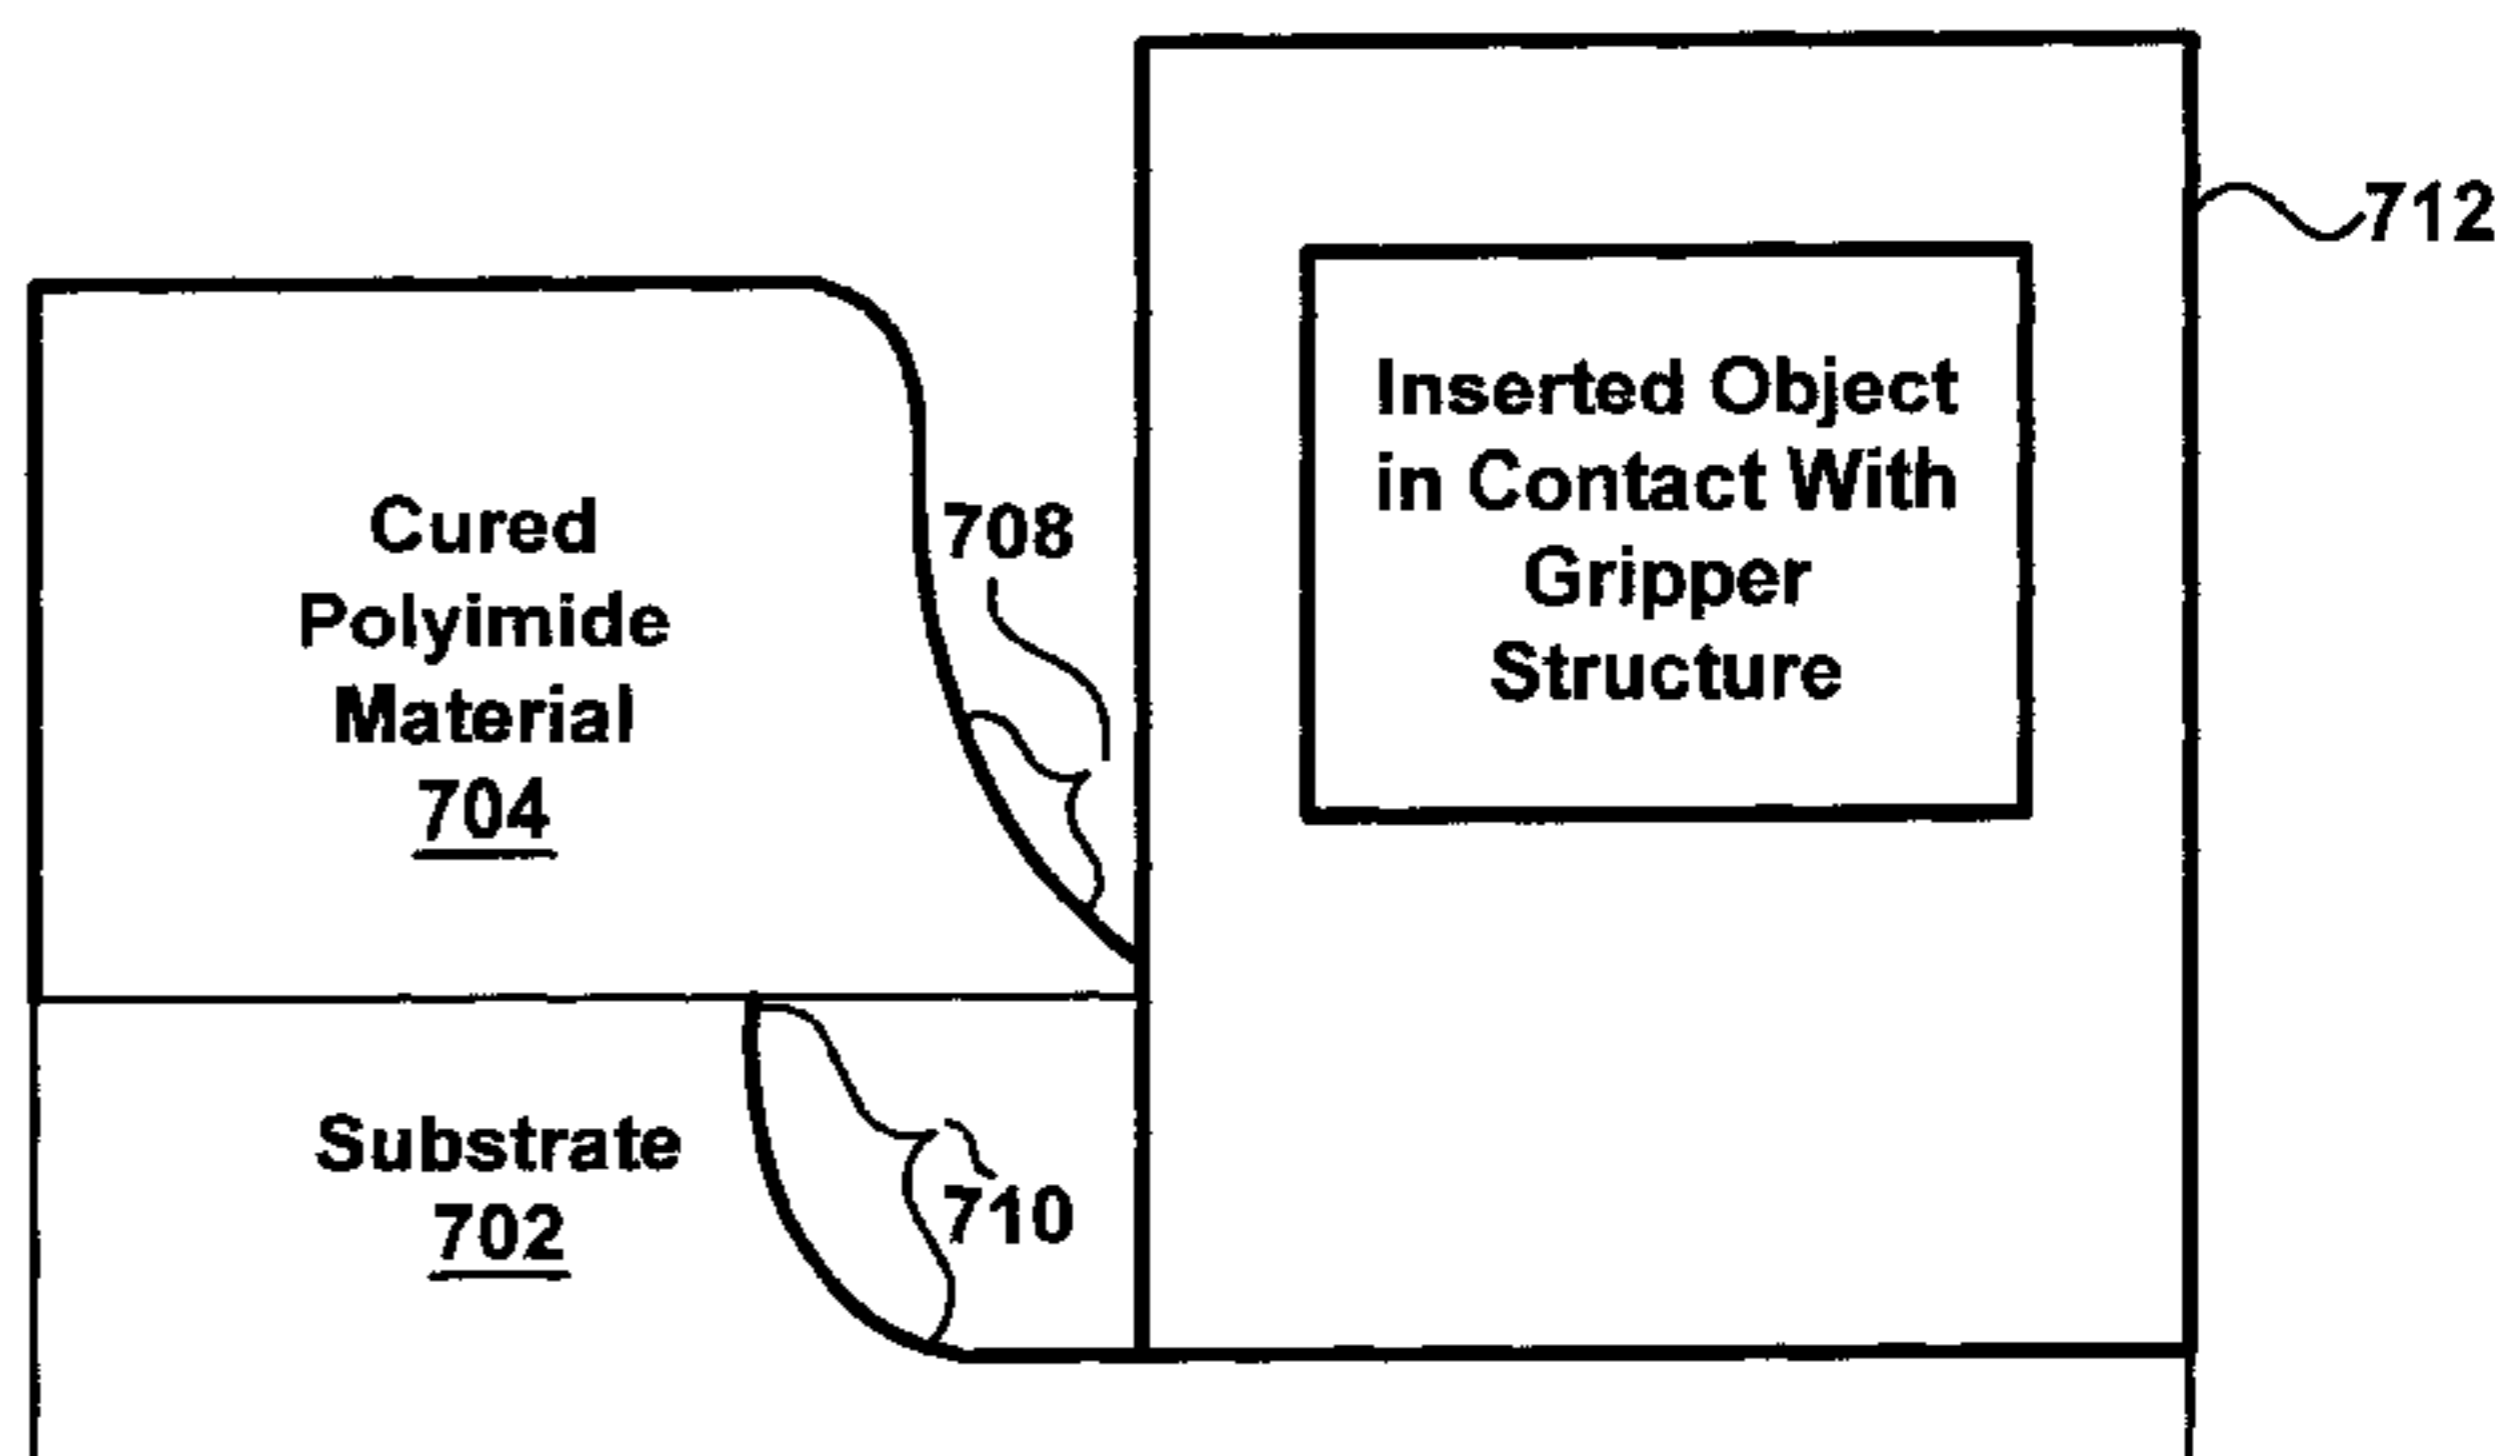 712
Inserted Object
in Contact With
Gripper
Structure
Cured
Polyimide
Material
704
708
Substrate
702
710